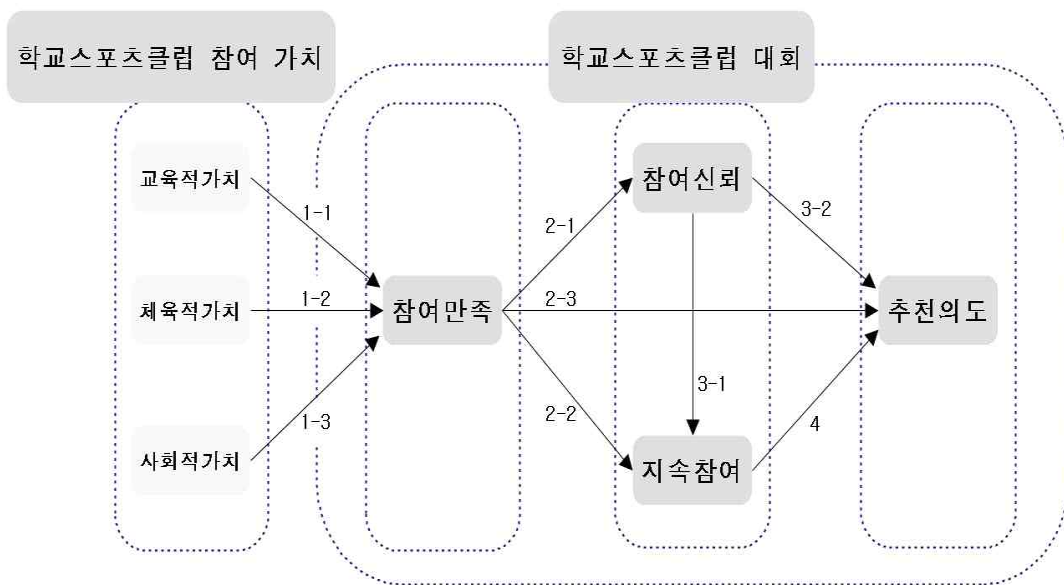 학교스포츠클럽 참여 가치
학교스포츠클럽 대회
교육적가치
체육적가치
사회적가치
참여만족
참여신뢰
지속참여
추천의도
1-1
1-2
1-3
2-1
2-3
2-2
3-1
3-2
4